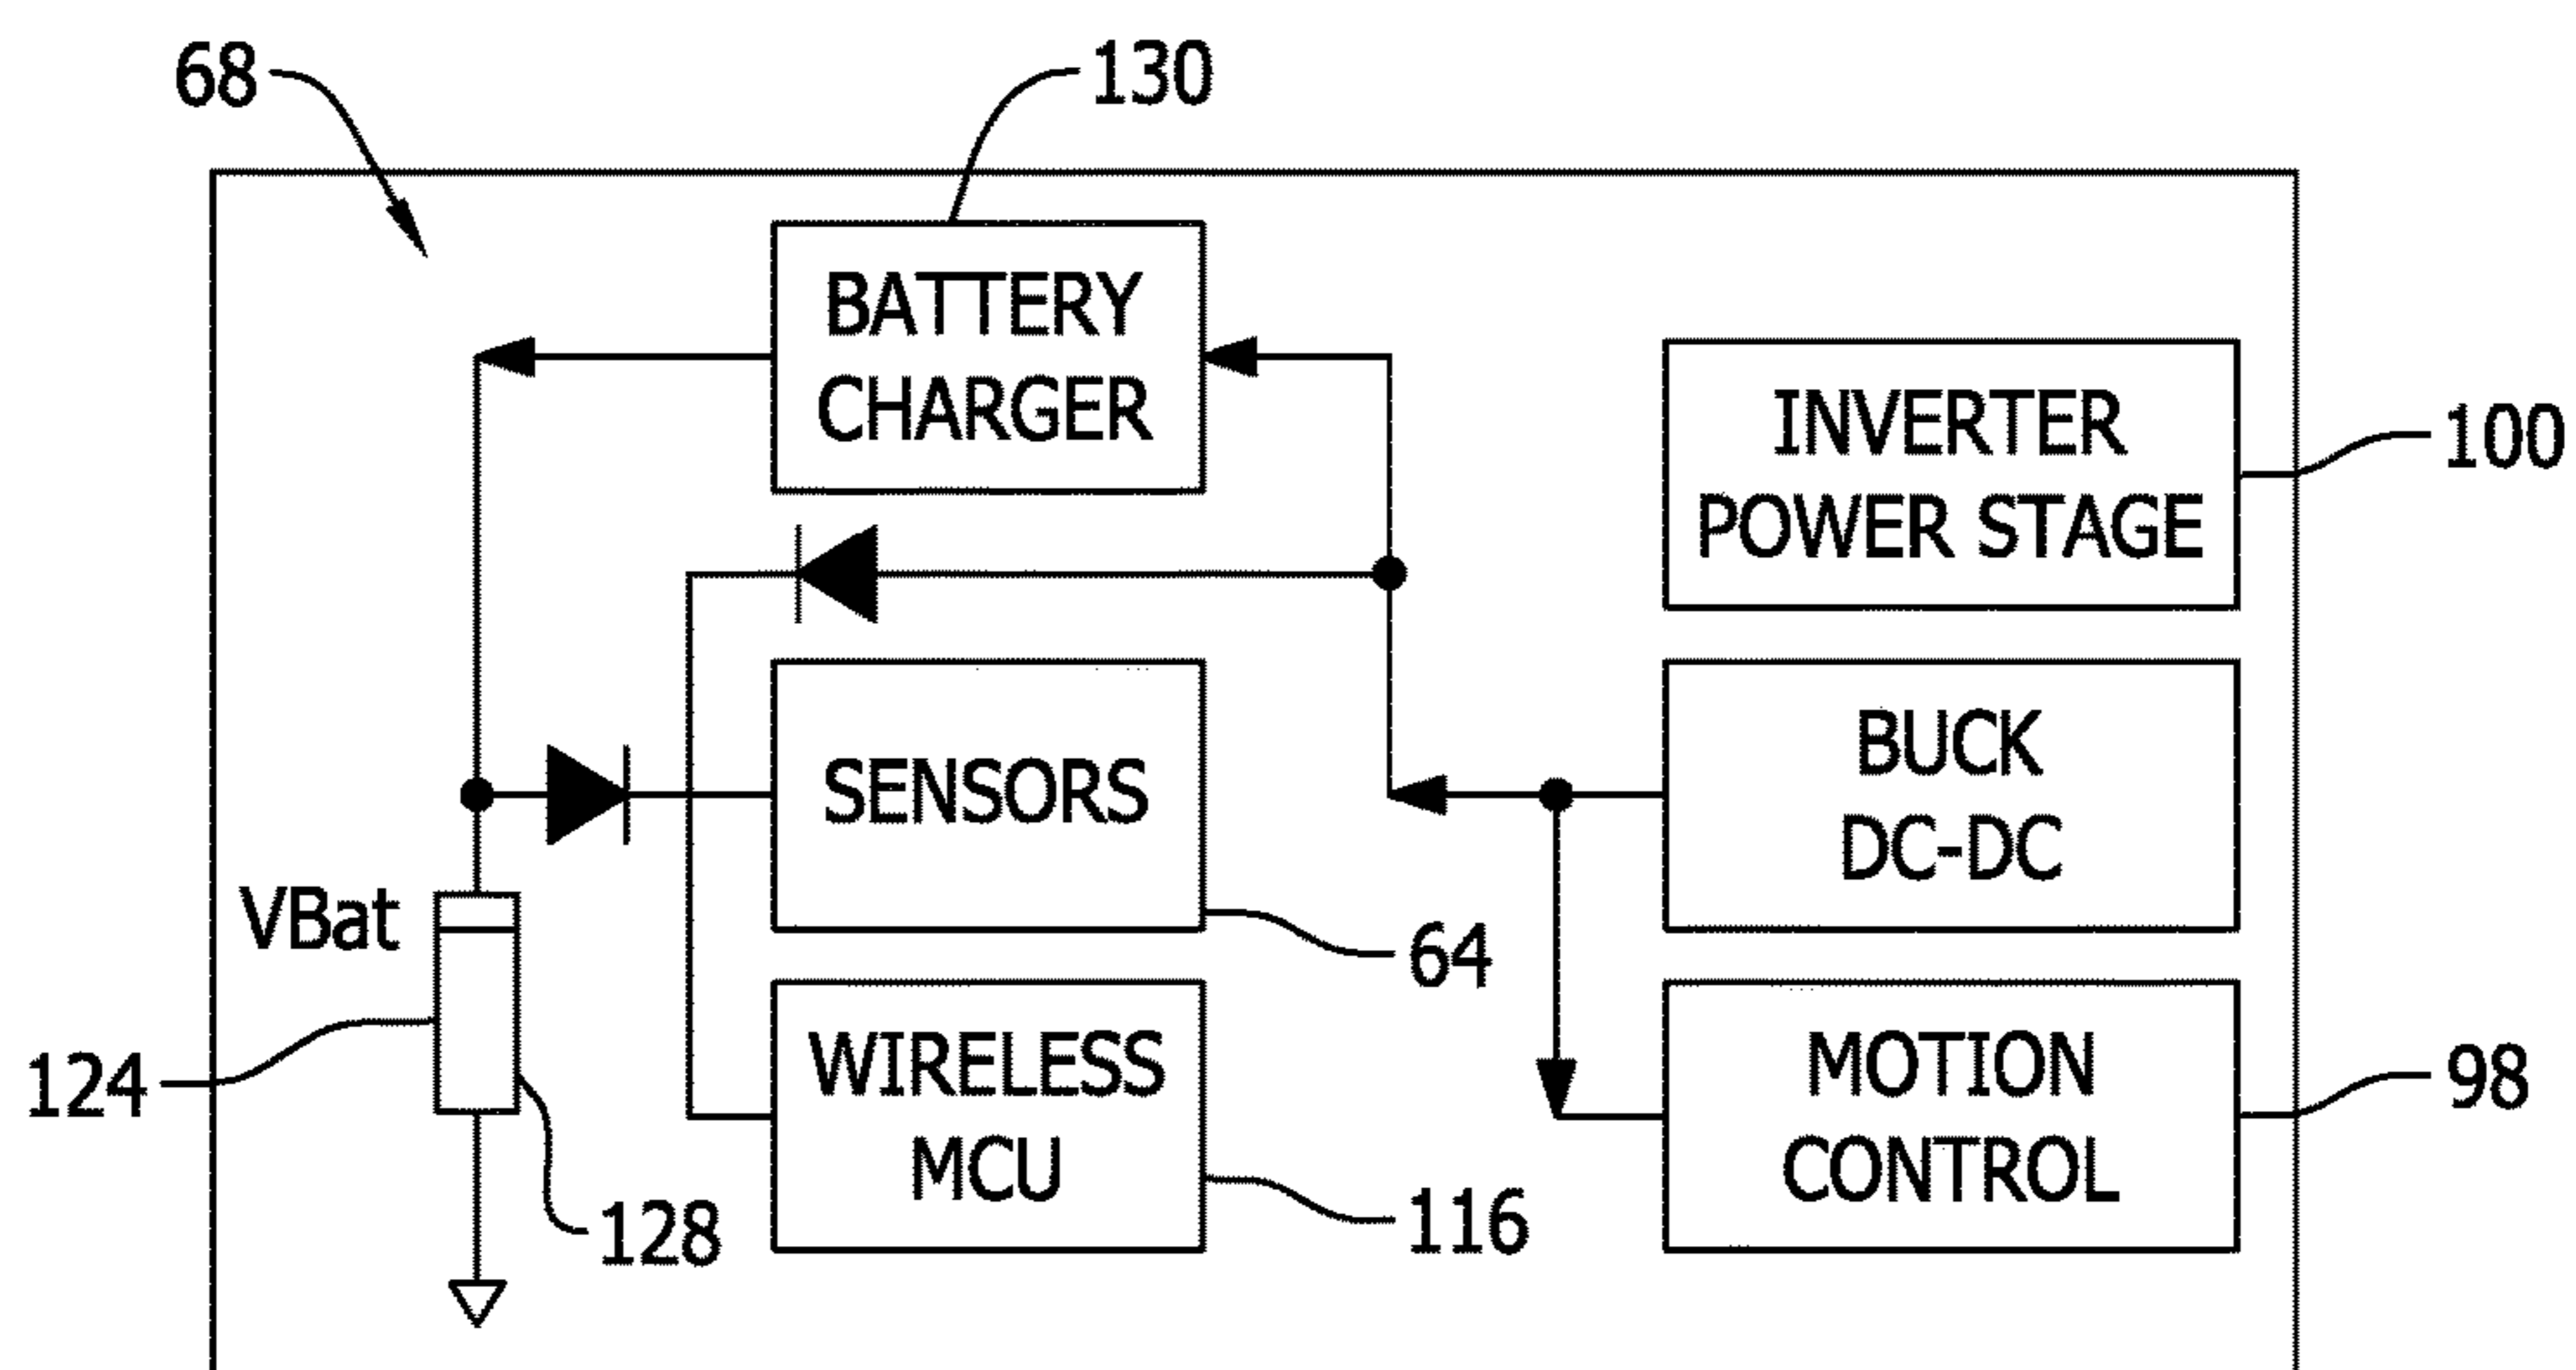 68
130
BATTERY
CHARGER
INVERTER
POWER STAGE
100
SENSORS
BUCK
DC-DC
VBat
64
124
WIRELESS
MCU
MOTION
CONTROL
98
128
116